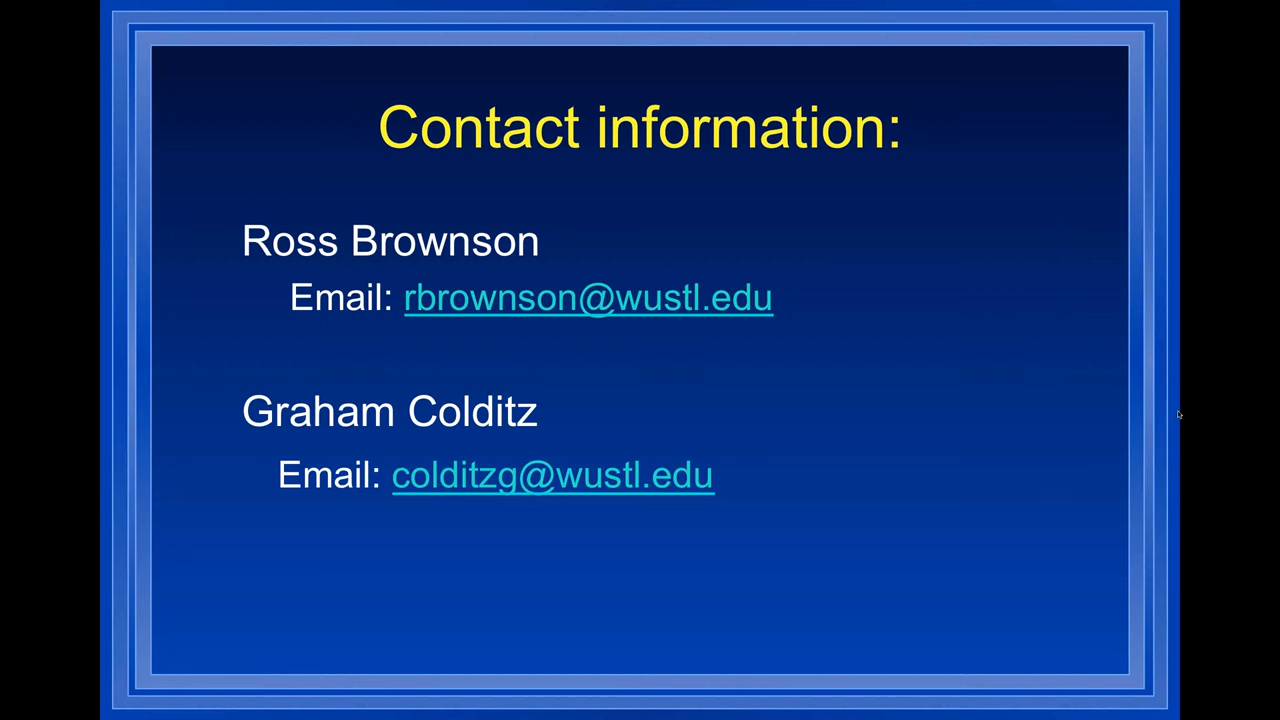 Contact information:
Ross Brownson
Email: rbrownson@wustl.edu
Graham Colditz
Email: colditzg@wustl.edu